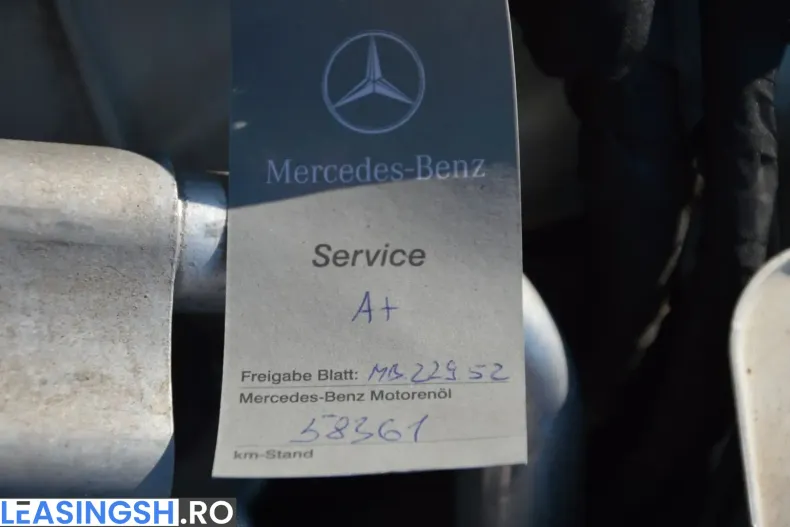 Mercedes-Benz
Service
A+
Freigabe Blatt: MB 229 52
Mercedes-Benz Motorenöl
58361
km-Stand
LEASINGSH.RO